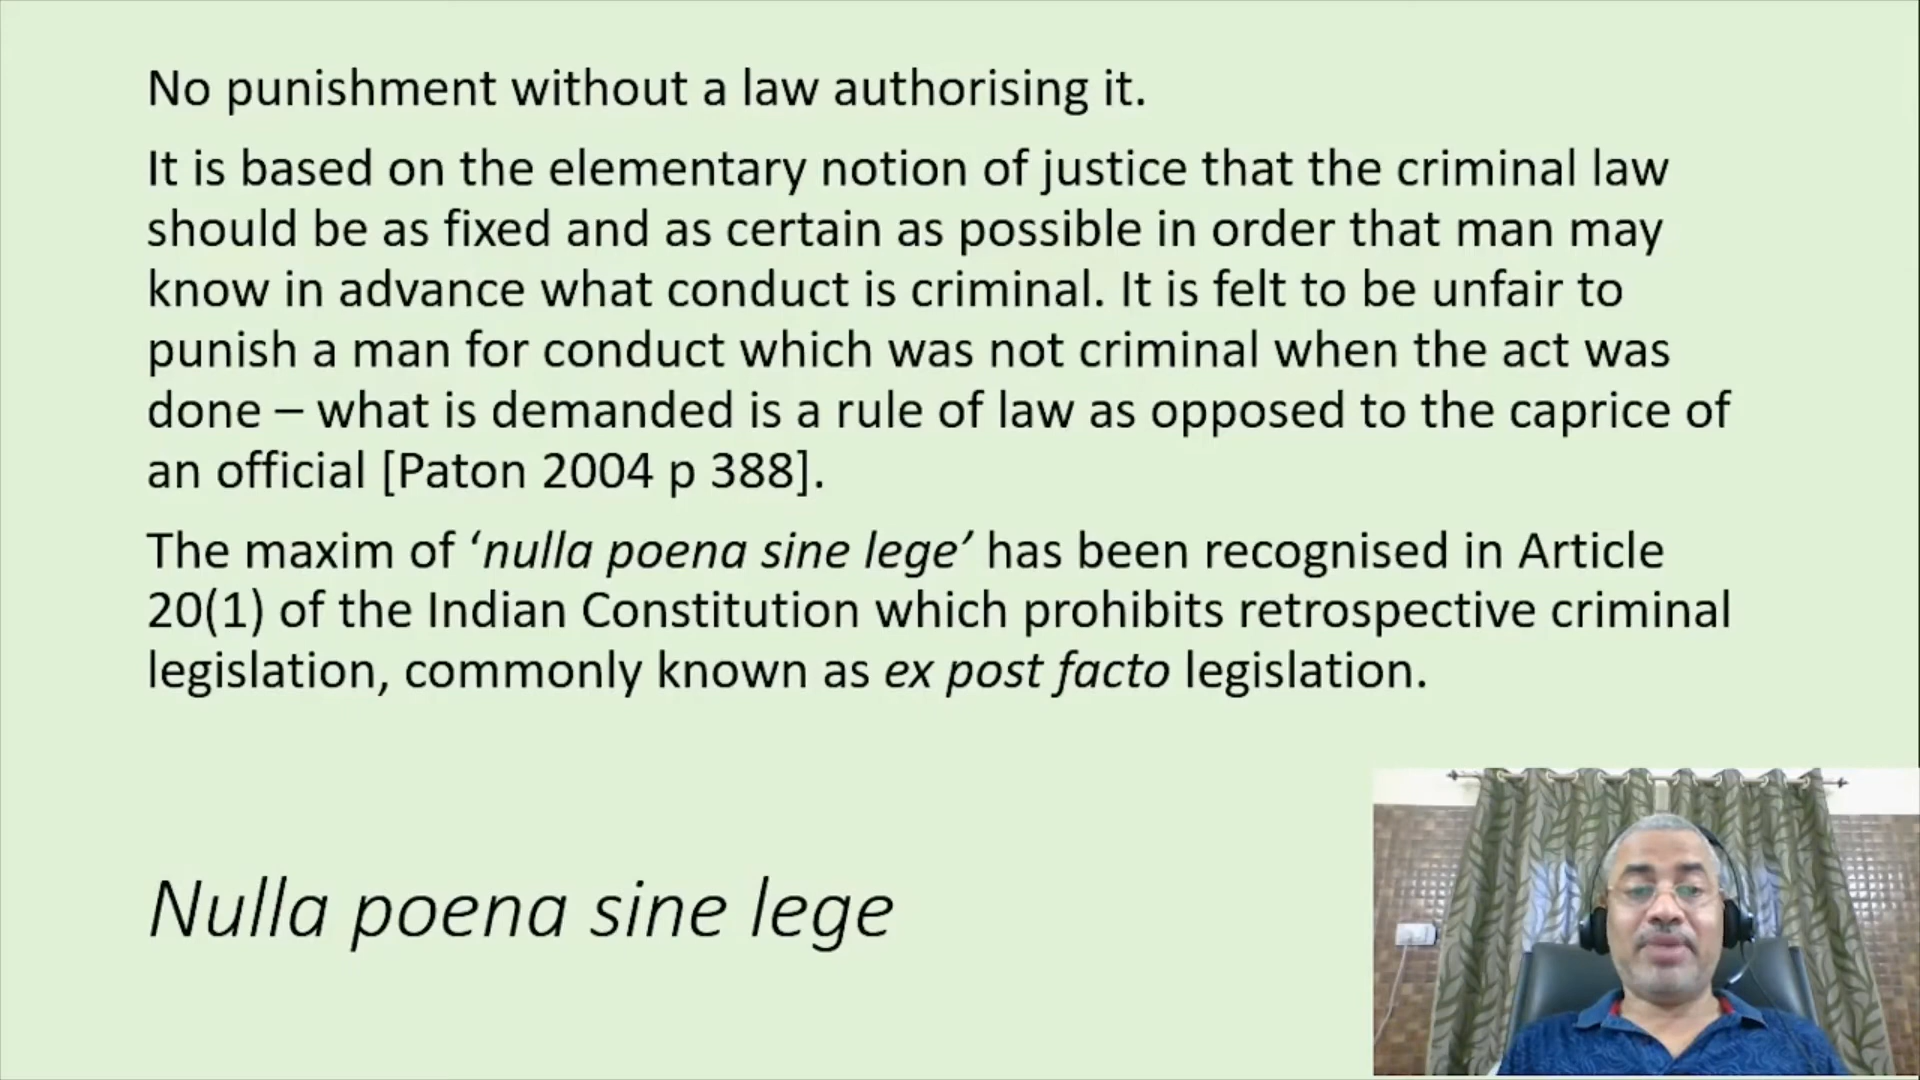 No punishment without a law authorising it.
It is based on the elementary notion of justice that the criminal law
should be as fixed and as certain as possible in order that man may
know in advance what conduct is criminal. It is felt to be unfair to
punish a man for conduct which was not criminal when the act was
done – what is demanded is a rule of law as opposed to the caprice of
an official [Paton 2004 p 388].
The maxim of ‘nulla poena sine lege’ has been recognised in Article
20(1) of the Indian Constitution which prohibits retrospective criminal
legislation, commonly known as ex post facto legislation.
Nulla poena sine lege